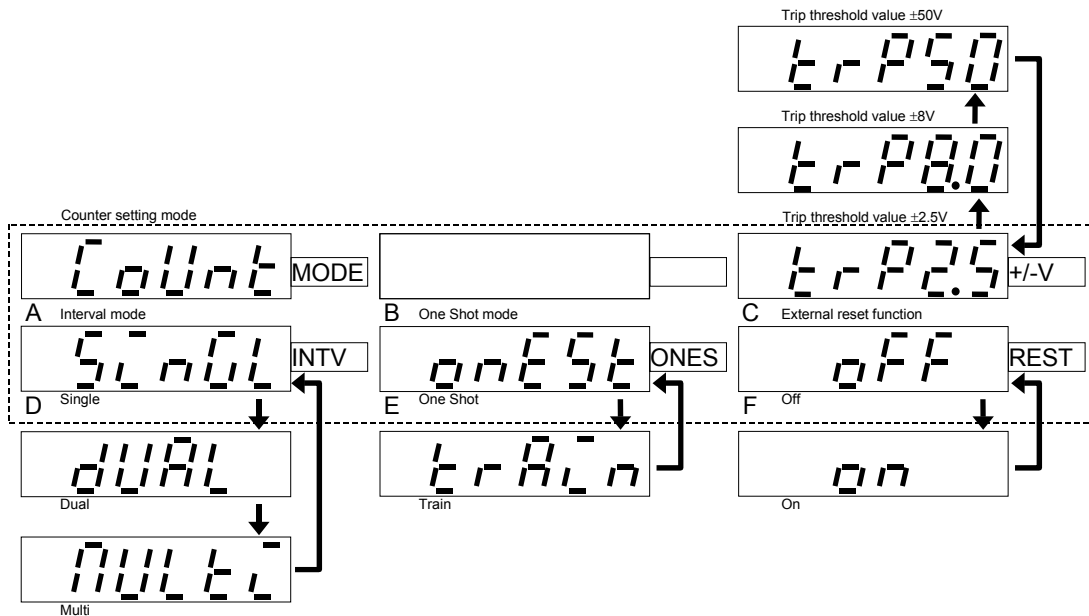 Trip threshold value ±50V
trP50
Trip threshold value ±8V
trP8.0
Counter setting mode
Trip threshold value ±2.5V
CoUnt MODE
trP2.5 +/-V
A Interval mode
B One Shot mode
C External reset function
SinGL INTV
onESt ONES
oFF REST
D Single
E One Shot
F Off
dUAL
trAin
on
Dual
Train
On
MULti
Multi